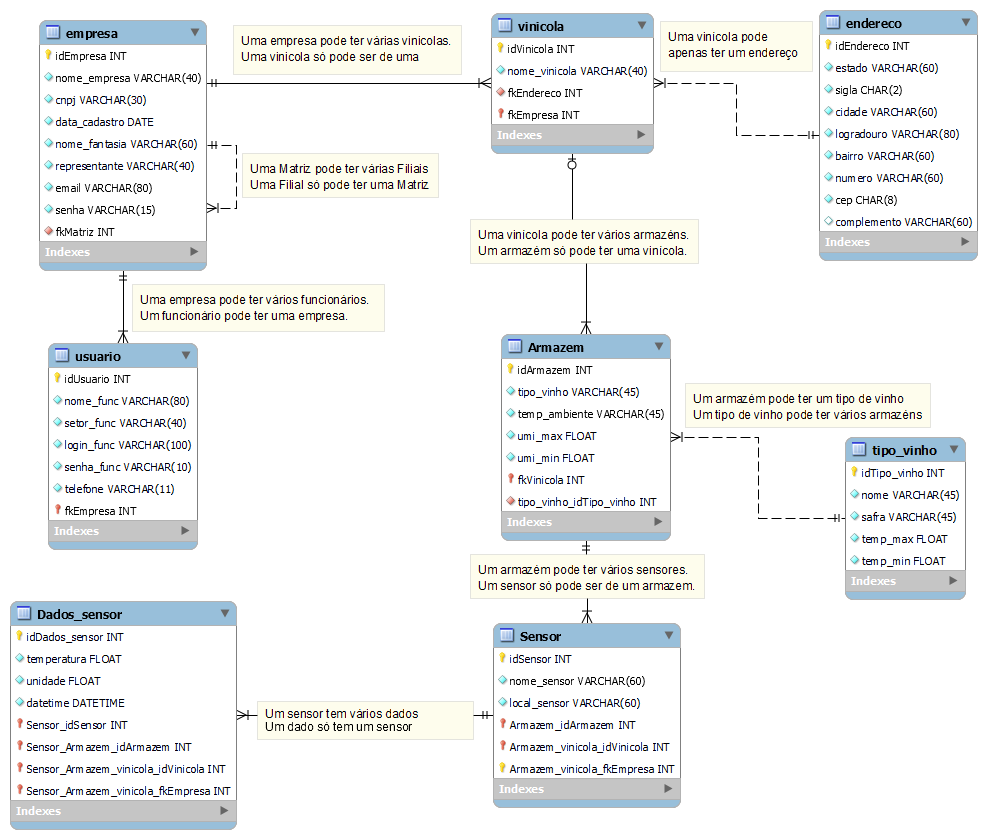 empresa
idEmpresa INT
nome_empresa VARCHAR(40)
cnpj VARCHAR(30)
data_cadastro DATE
nome_fantasia VARCHAR(60)
representante VARCHAR(40)
email VARCHAR(80)
senha VARCHAR(15)
fkMatriz INT
Indexes
Uma empresa pode ter várias vinicolas.
Uma vinícola só pode ser de uma
Uma Matriz pode ter várias Filiais
Uma Filial só pode ter uma Matriz
vinicola
idVinicola INT
nome_vinicola VARCHAR(40)
fkEndereco INT
fkEmpresa INT
Indexes
Uma vinícola pode
apenas ter um endereço
endereco
idEndereco INT
estado VARCHAR(60)
sigla CHAR(2)
cidade VARCHAR(60)
logradouro VARCHAR(80)
bairro VARCHAR(60)
numero VARCHAR(60)
cep CHAR(8)
complemento VARCHAR(60)
Indexes
Uma vinícola pode ter vários armazéns.
Um armazém só pode ter uma vinícola.
Uma empresa pode ter vários funcionários.
Um funcionário pode ter uma empresa.
usuario
idUsuario INT
nome_func VARCHAR(80)
setor_func VARCHAR(40)
login_func VARCHAR(100)
senha_func VARCHAR(10)
telefone VARCHAR(11)
fkEmpresa INT
Indexes
Armazem
idArmazem INT
tipo_vinho VARCHAR(45)
temp_ambiente VARCHAR(45)
umi_max FLOAT
umi_min FLOAT
fkVinicola INT
tipo_vinho_idTipo_vinho INT
Indexes
Um armazém pode ter um tipo de vinho
Um tipo de vinho pode ter vários armazéns
tipo_vinho
idTipo_vinho INT
nome VARCHAR(45)
safra VARCHAR(45)
temp_max FLOAT
temp_min FLOAT
Indexes
Um armazém pode ter vários sensores.
Um sensor só pode ser de um armazem.
Dados_sensor
idDados_sensor INT
temperatura FLOAT
unidade FLOAT
datetime DATETIME
Sensor_idSensor INT
Sensor_Armazem_idArmazem INT
Sensor_Armazem_vinicola_idVinicola INT
Sensor_Armazem_vinicola_fkEmpresa INT
Indexes
Um sensor tem vários dados
Um dado só tem um sensor
Sensor
idSensor INT
nome_sensor VARCHAR(60)
local_sensor VARCHAR(60)
Armazem_idArmazem INT
Armazem_vinicola_idVinicola INT
Armazem_vinicola_fkEmpresa INT
Indexes